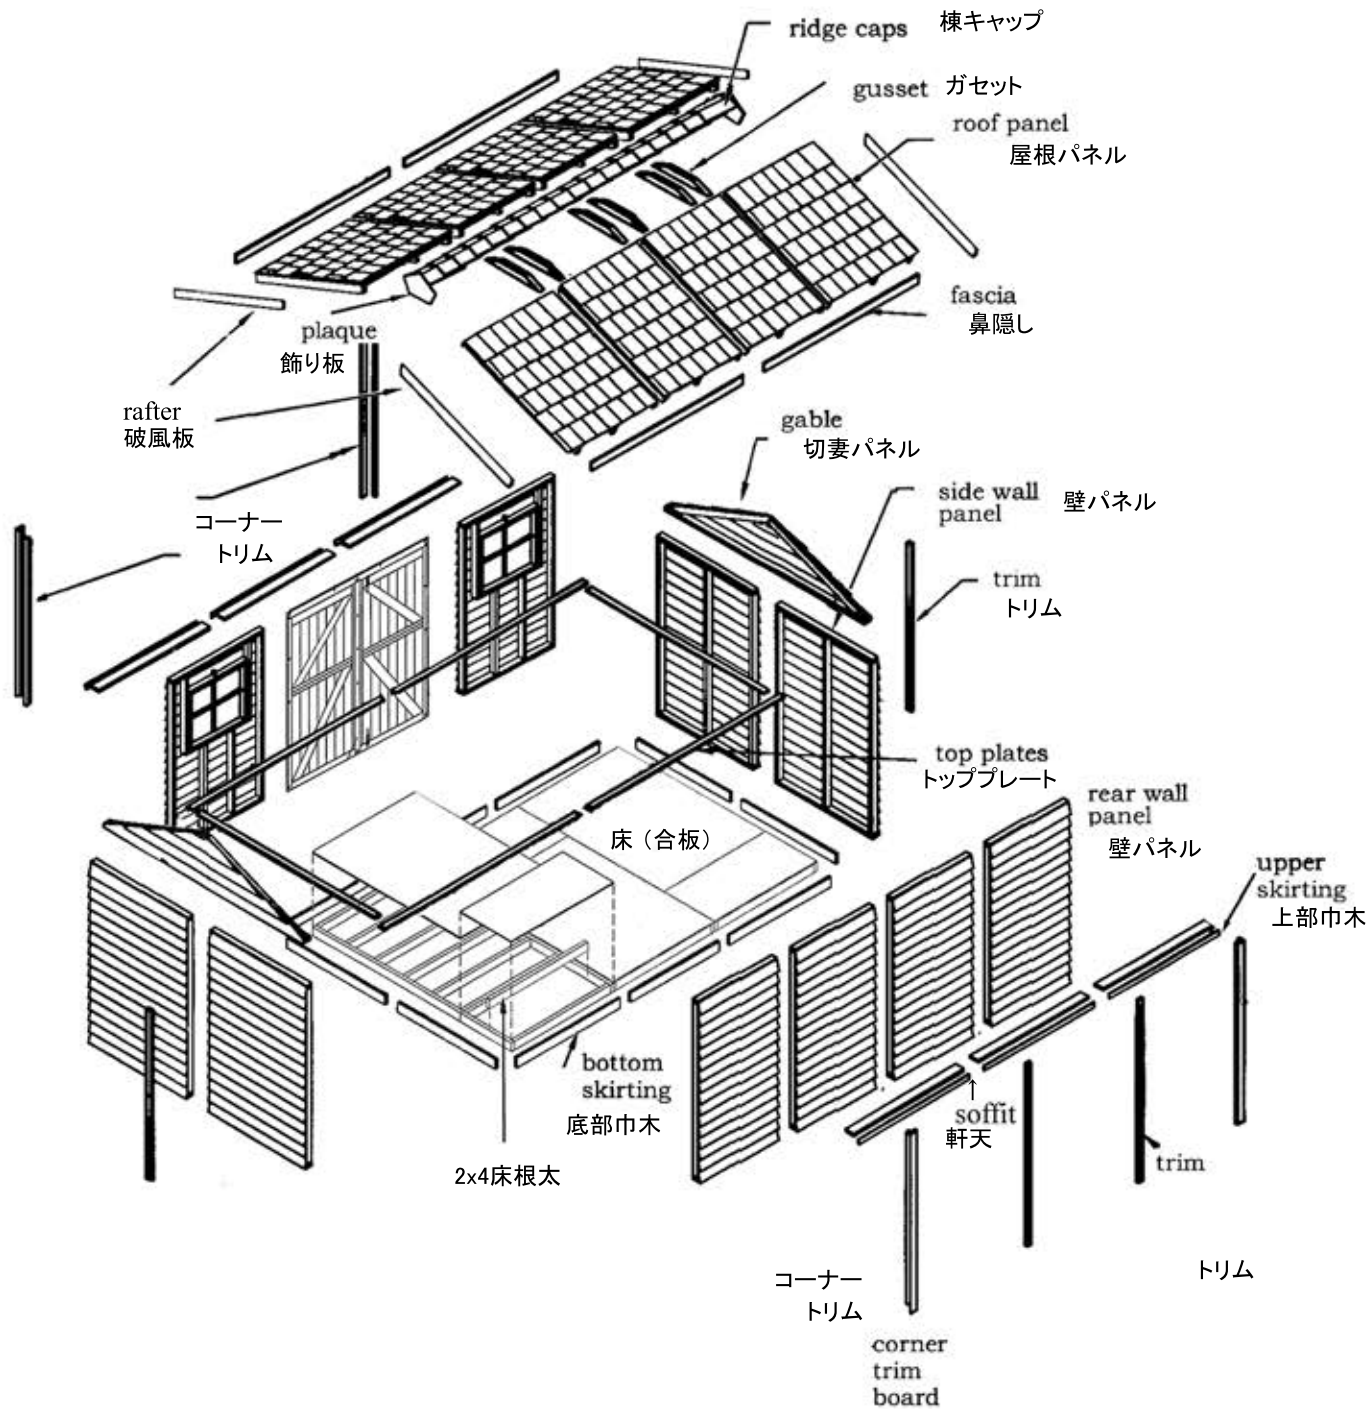 ridge caps 棟キャップ
gusset ガセット
roof panel
屋根パネル
fascia
鼻隠し
plaque
飾り板
rafter
破風板
gable
切妻パネル
side wall
panel
壁パネル
コーナー
トリム
trim
トリム
top plates
トッププレート
rear wall
panel
壁パネル
床（合板）
upper
skirting
上部巾木
bottom
skirting
底部巾木
soffit
軒天
2x4床根太
trim
トリム
コーナー
トリム
corner
trim
board